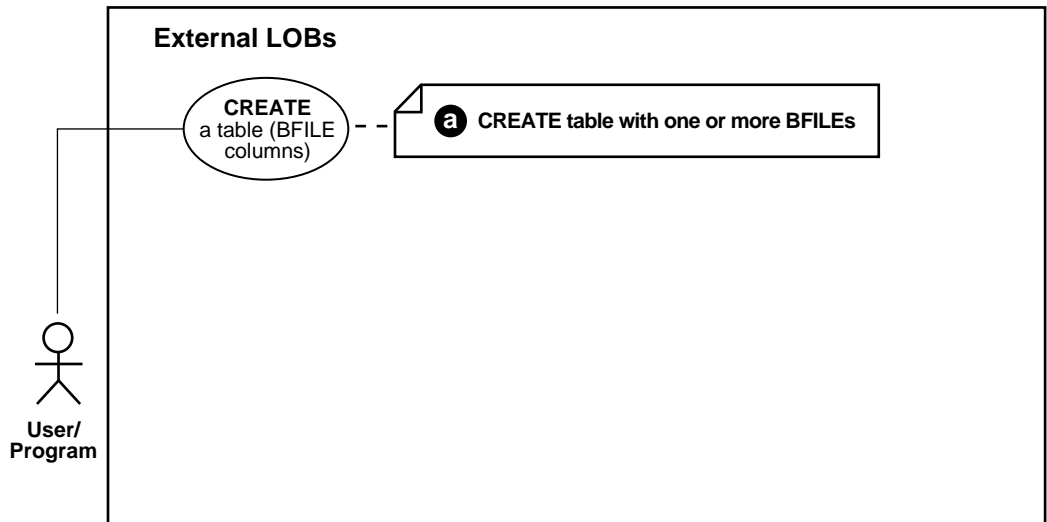 External LOBs
CREATE
a table (BFILE
columns)
a CREATE table with one or more BFILEs
User/
Program